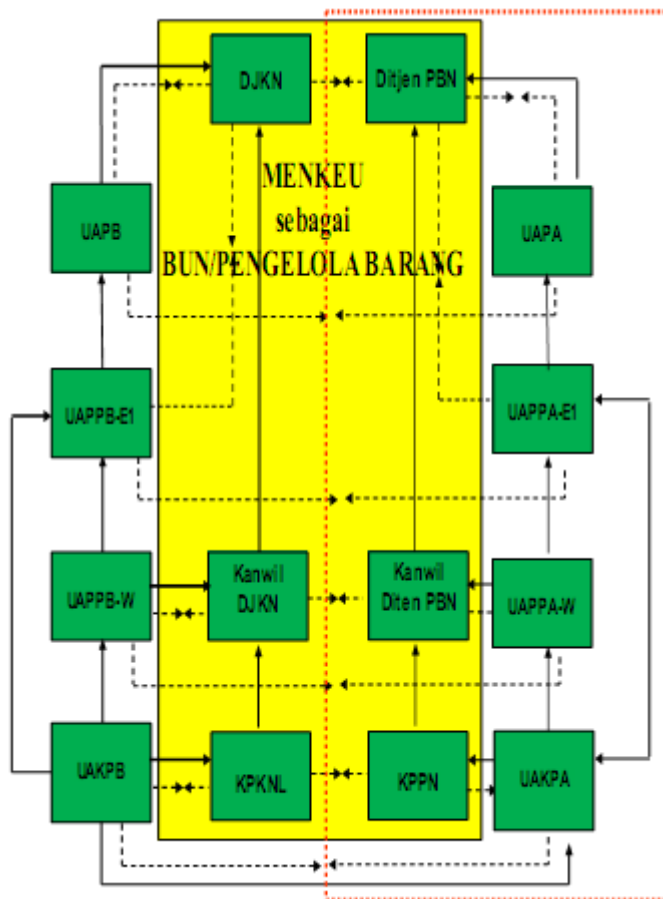 DJKN
Ditjen PBN
MENKEU
sebagai
BUN/PENGELOLA BARANG
UAPB
UAPA
UAPPB-E1
UAPPA-E1
UAPPB-W
Kanwil
DJKN
Kanwil
Diten PBN
UAPPA-W
UAKPB
KPKNL
KPPN
UAKPA